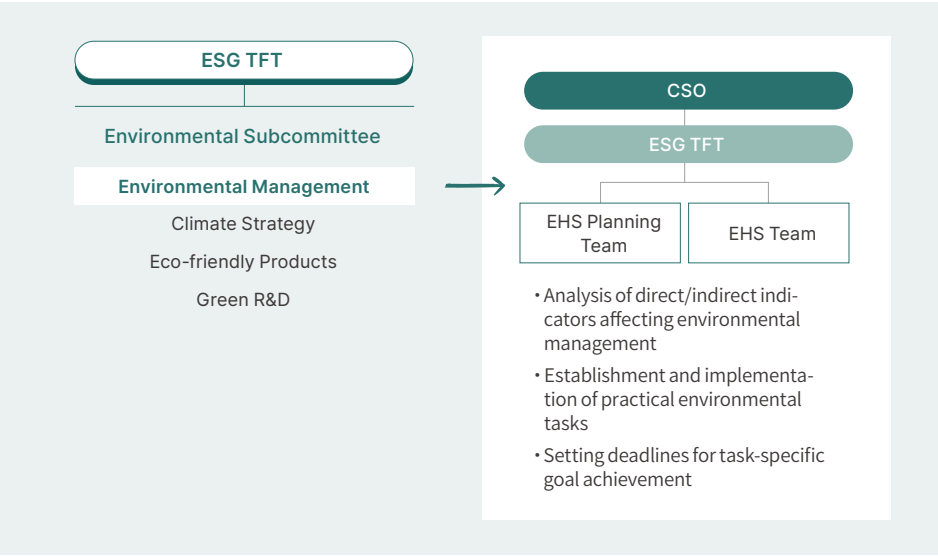 ESG TFT
Environmental Subcommittee
Environmental Management
Climate Strategy
Eco-friendly Products
Green R&D
CSO
ESG TFT
EHS Planning
Team
EHS Team
・Analysis of direct/indirect indi-
cators affecting environmental
management
・Establishment and implementa-
tion of practical environmental
tasks
・Setting deadlines for task-specific
goal achievement